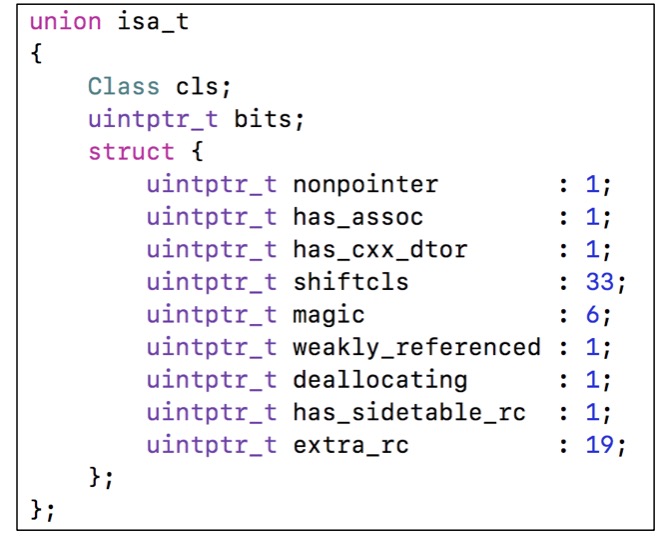 union isa_t
{
    Class cls;
    uintptr_t bits;
    struct {
        uintptr_t nonpointer        : 1;
        uintptr_t has_assoc         : 1;
        uintptr_t has_cxx_dtor      : 1;
        uintptr_t shiftcls          : 33;
        uintptr_t magic             : 6;
        uintptr_t weakly_referenced : 1;
        uintptr_t deallocating      : 1;
        uintptr_t has_sidetable_rc  : 1;
        uintptr_t extra_rc          : 19;
    };
};